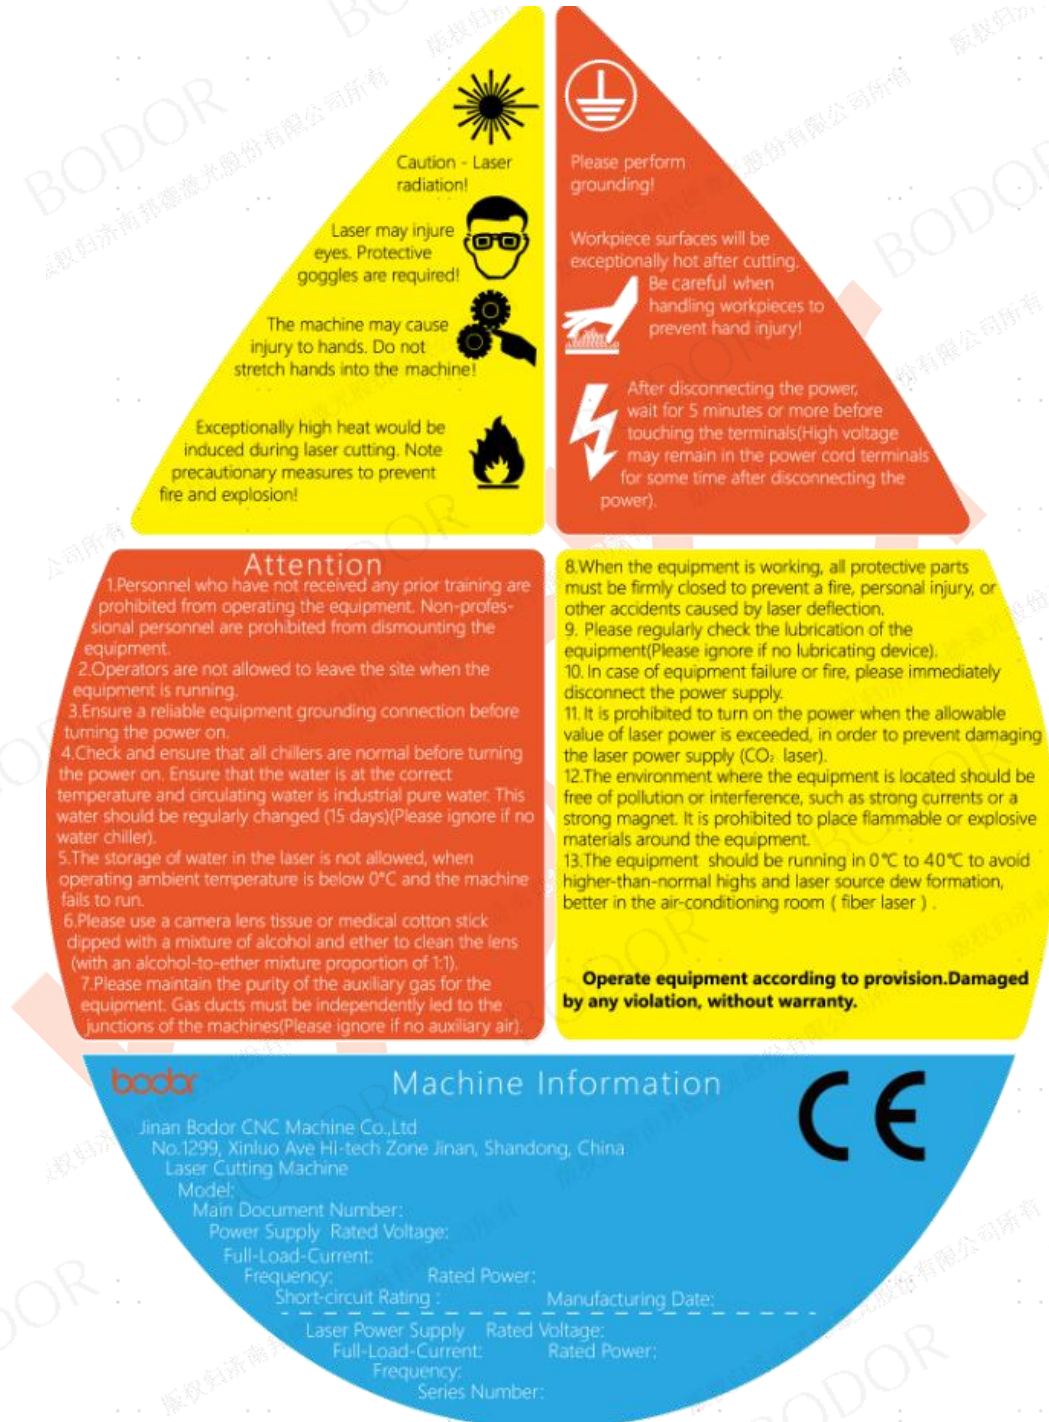 Caution - Laser
radiation!
Laser may injure
eyes. Protective
goggles are required!
The machine may cause
injury to hands. Do not
stretch hands into the machine!
Exceptionally high heat would be
induced during laser cutting. Note
precautionary measures to prevent
fire and explosion!
Please perform
grounding!
Workpiece surfaces will be
exceptionally hot after cutting.
Be careful when
handling workpieces to
prevent hand injury!
After disconnecting the power,
wait for 5 minutes or more before
touching the terminals(High voltage
may remain in the power cord terminals
for some time after disconnecting the
power).
Attention
1.Personnel who have not received any prior training are
prohibited from operating the equipment. Non-profes-
sional personnel are prohibited from dismounting the
equipment.
2.Operators are not allowed to leave the site when the
equipment is running.
3.Ensure a reliable equipment grounding connection before
turning the power on.
4.Check and ensure that all chillers are normal before turning
the power on. Ensure that the water is at the correct
temperature and circulating water is industrial pure water. This
water should be regularly changed (15 days)(Please ignore if no
water chiller).
5.The storage of water in the laser is not allowed, when
operating ambient temperature is below 0°C and the machine
fails to run.
6.Please use a camera lens tissue or medical cotton stick
dipped with a mixture of alcohol and ether to clean the lens
(with an alcohol-to-ether mixture proportion of 1:1).
7.Please maintain the purity of the auxiliary gas for the
equipment. Gas ducts must be independently led to the
junctions of the machines(Please ignore if no auxiliary air).
8.When the equipment is working, all protective parts
must be firmly closed to prevent a fire, personal injury, or
other accidents caused by laser deflection.
9. Please regularly check the lubrication of the
equipment(Please ignore if no lubricating device).
10. In case of equipment failure or fire, please immediately
disconnect the power supply.
11. It is prohibited to turn on the power when the allowable
value of laser power is exceeded, in order to prevent damaging
the laser power supply (CO₂ laser).
12.The environment where the equipment is located should be
free of pollution or interference, such as strong currents or a
strong magnet. It is prohibited to place flammable or explosive
materials around the equipment.
13.The equipment should be running in 0℃ to 40℃ to avoid
higher-than-normal highs and laser source dew formation,
better in the air-conditioning room ( fiber laser ) .
Operate equipment according to provision.Damaged
by any violation, without warranty.
bodor
Machine Information
CE
Jinan Bodor CNC Machine Co.,Ltd
No.1299, Xinluo Ave Hi-tech Zone Jinan, Shandong, China
Laser Cutting Machine
Model:
Main Document Number:
Power Supply Rated Voltage:
Full-Load-Current:
Frequency: Rated Power:
Short-circuit Rating : Manufacturing Date:
Laser Power Supply Rated Voltage:
Full-Load-Current: Rated Power:
Frequency:
Series Number:
BODOR
版权归济南邦德激光股份有限公司所有